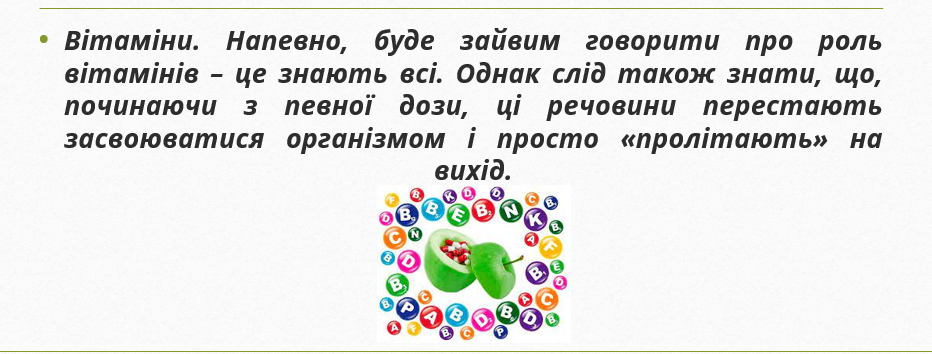 • Вітаміни. Напевно, буде зайвим говорити про роль
вітамінів – це знають всі. Однак слід також знати, що,
починаючи з певної дози, ці речовини перестають
засвоюватися організмом і просто «пролітають» на
вихід.